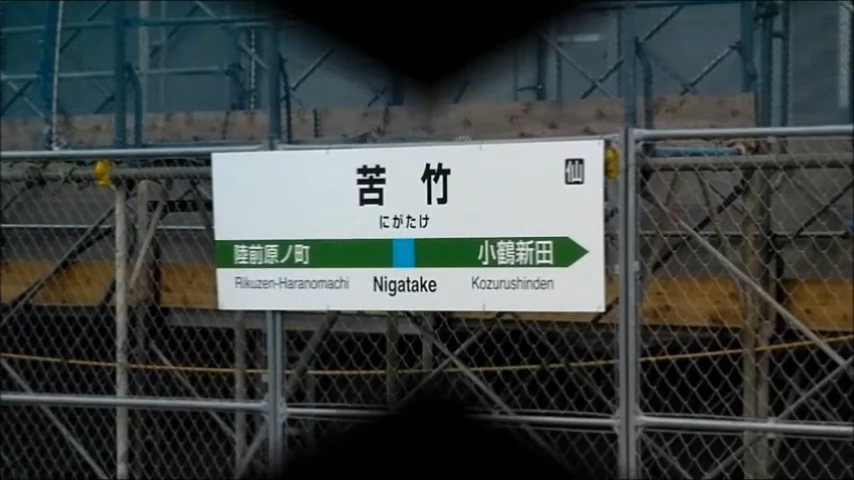 苦竹
仙
にがたけ
陸前原ノ町 小鶴新田
Rikuzen-Haranomachi Nigatake Kozurushinden